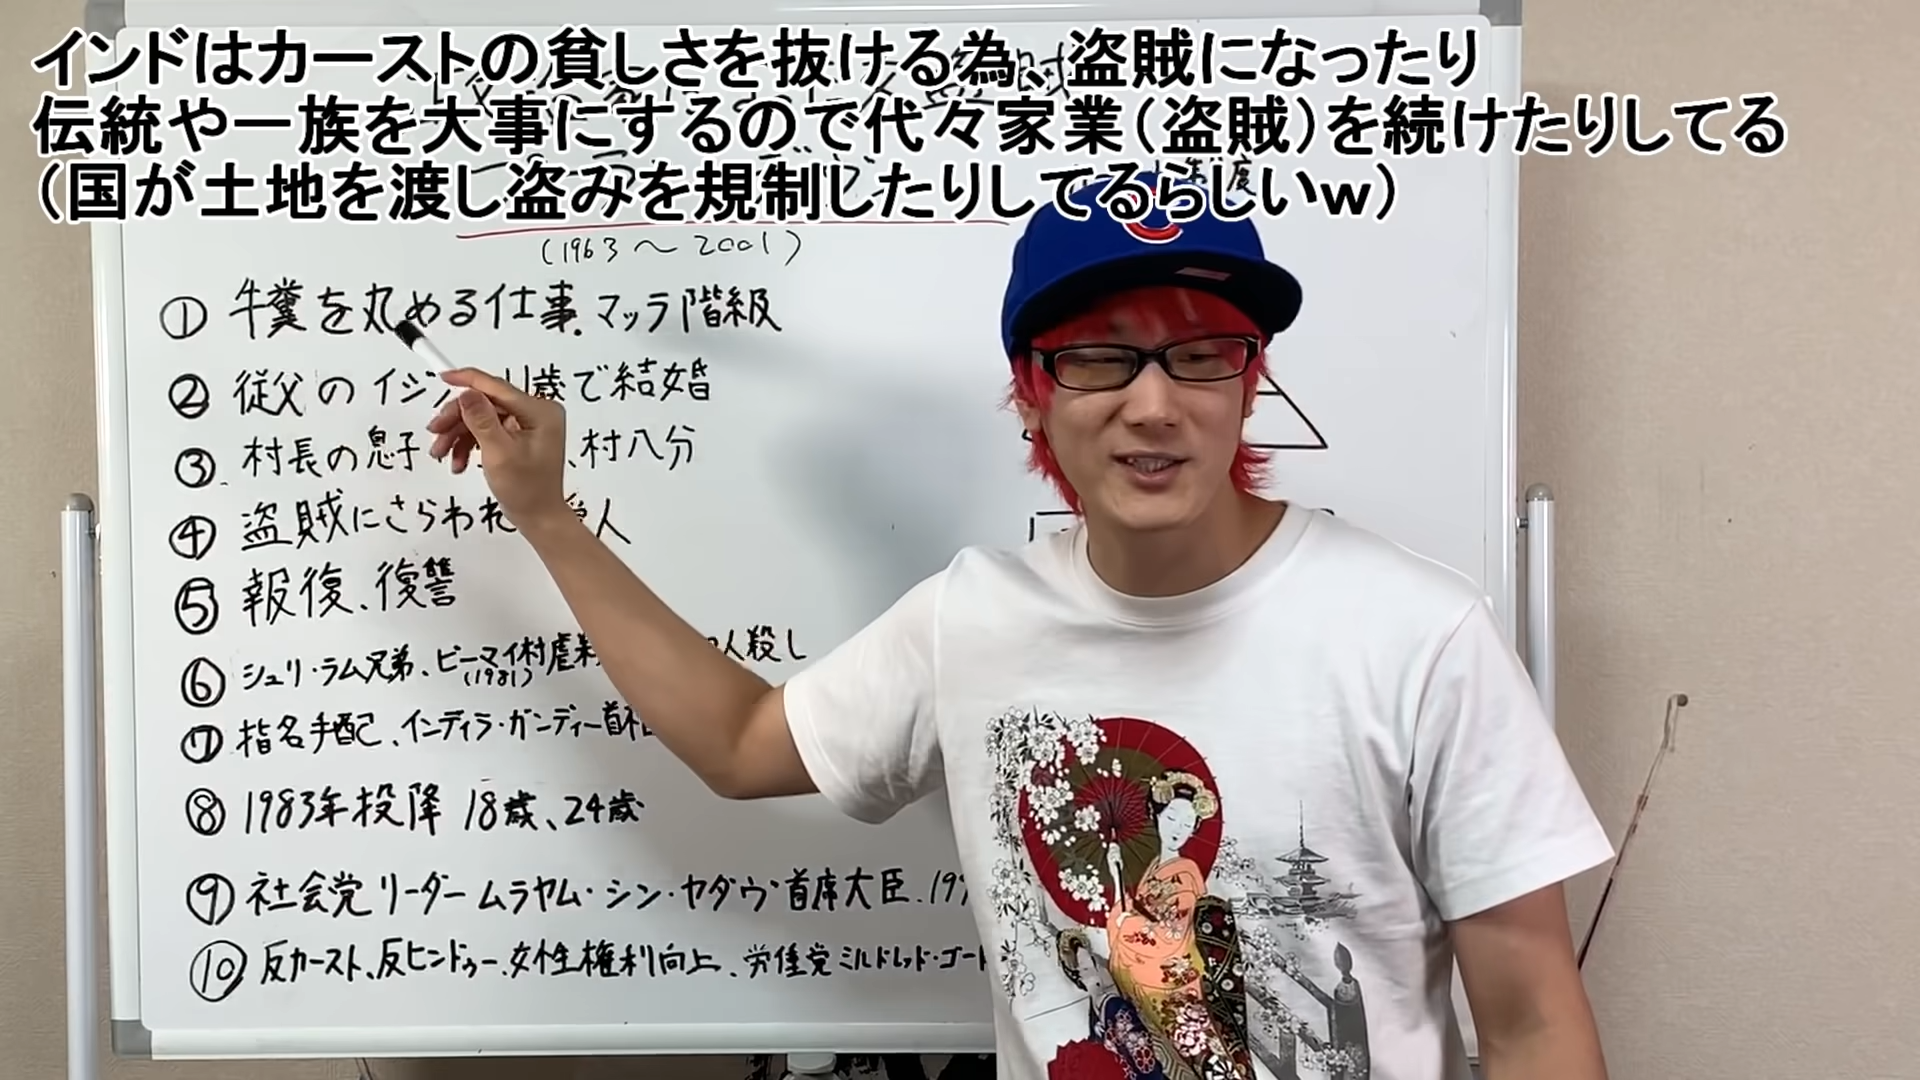 インドはカーストの貧しさを抜ける為、盗賊になったり
伝統や一族を大事にするので代々家業（盗賊）を続けたりしてる
（国が土地を渡し盗みを規制したりしてるらしいw）
制度
(1963～2001)
① 牛糞を丸める仕事.マッラ階級
② 従父の イジ 11歳で結婚
③ 村長の息子 、村八分
④ 盗賊にさらわれ 愛人
⑤ 報復、復讐
⑥ シュリ・ラム兄弟、ビーマイ村虐 人殺し
(1981)
⑦ 指名手配、インディラ・ガンディー首相
⑧ 1983年投降 18歳、24歳
⑨ 社会党リーダー ムラヤム・シン・ヤダヴ 首席大臣.199
⑩ 反カースト、反ヒンドゥー、女性権利向上、労働党ミルドレッド・ゴー
C